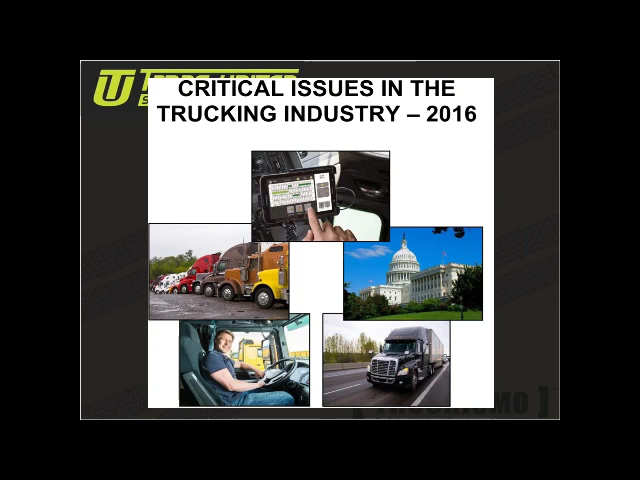 CRITICAL ISSUES IN THE
TRUCKING INDUSTRY – 2016